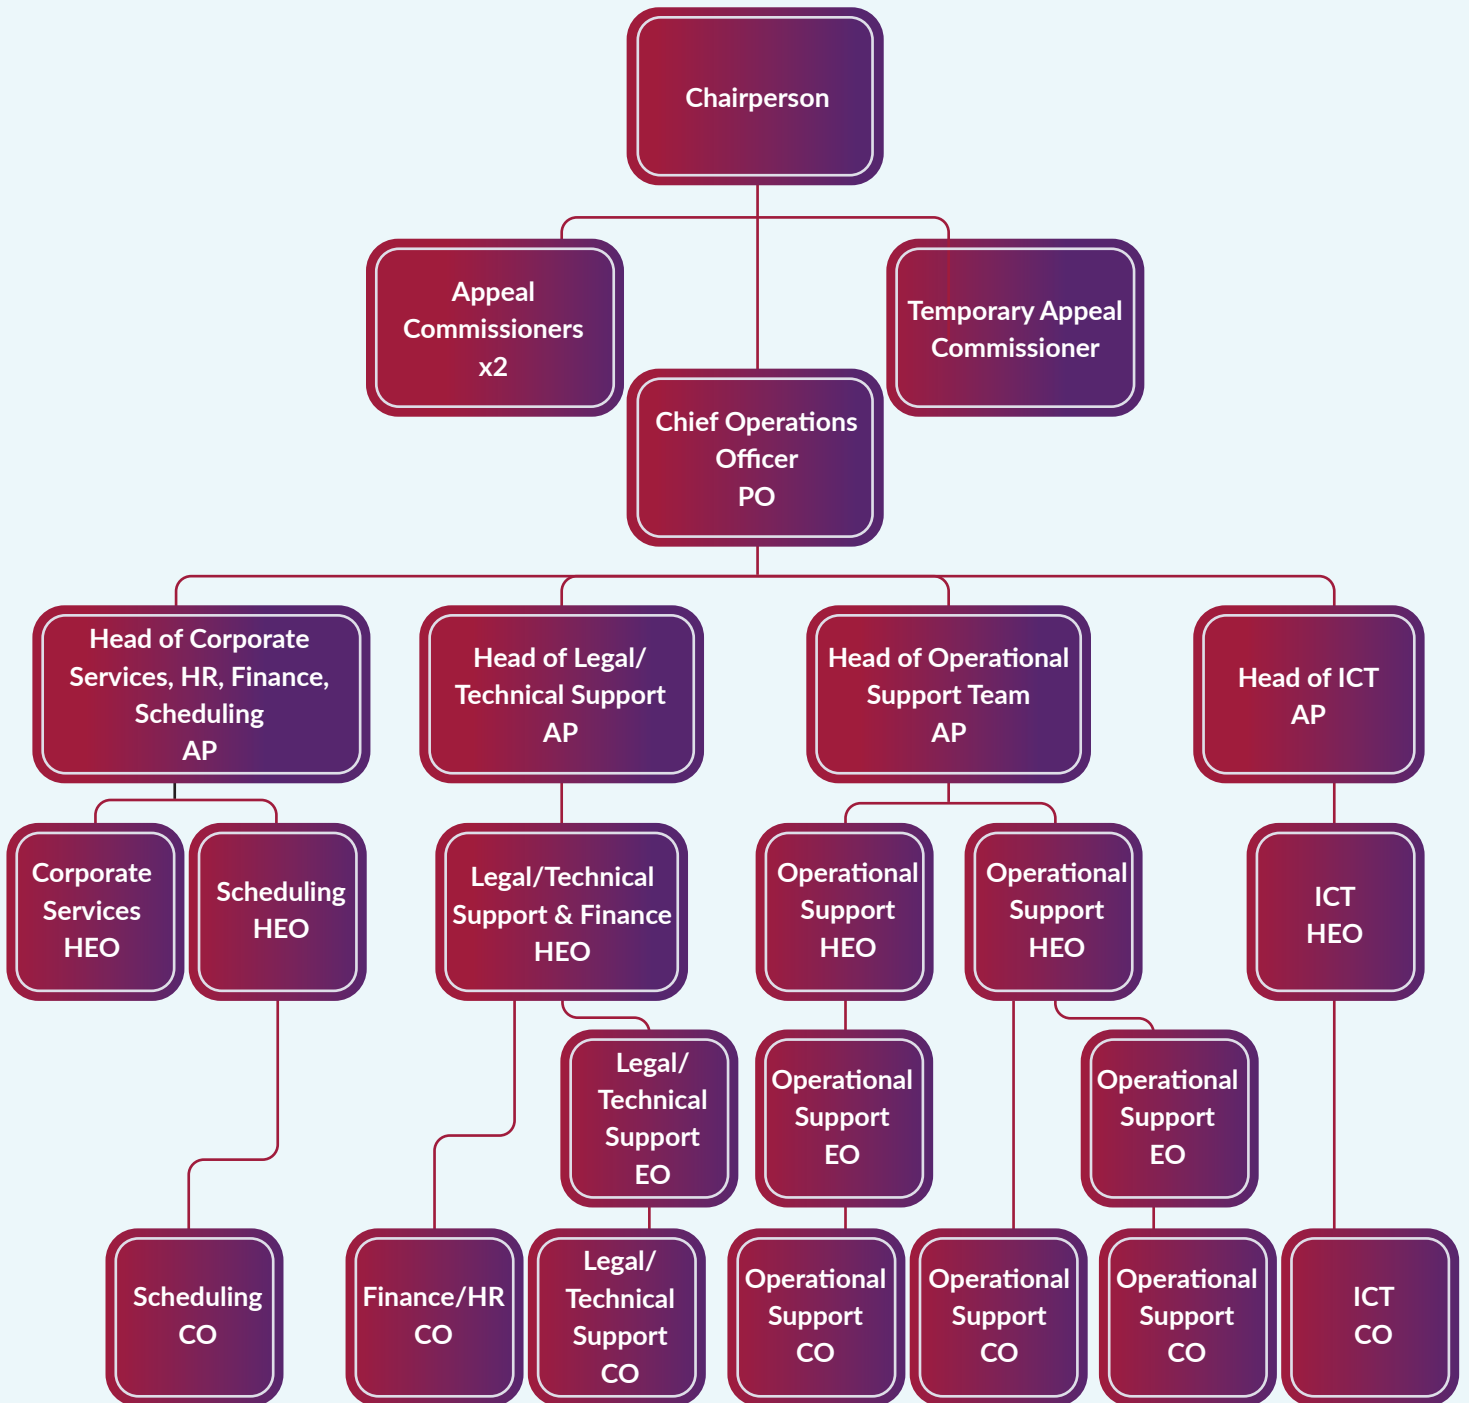 Chairperson
Appeal
Commissioners
x2
Temporary Appeal
Commissioner
Chief Operations
Officer
PO
Head of Corporate
Services, HR, Finance,
Scheduling
AP
Head of Legal/
Technical Support
AP
Head of Operational
Support Team
AP
Head of ICT
AP
Corporate
Services
HEO
Scheduling
HEO
Legal/Technical
Support & Finance
HEO
Operational
Support
HEO
Operational
Support
HEO
ICT
HEO
Legal/
Technical
Support
EO
Operational
Support
EO
Operational
Support
EO
Scheduling
CO
Finance/HR
CO
Legal/
Technical
Support
CO
Operational
Support
CO
Operational
Support
CO
Operational
Support
CO
ICT
CO